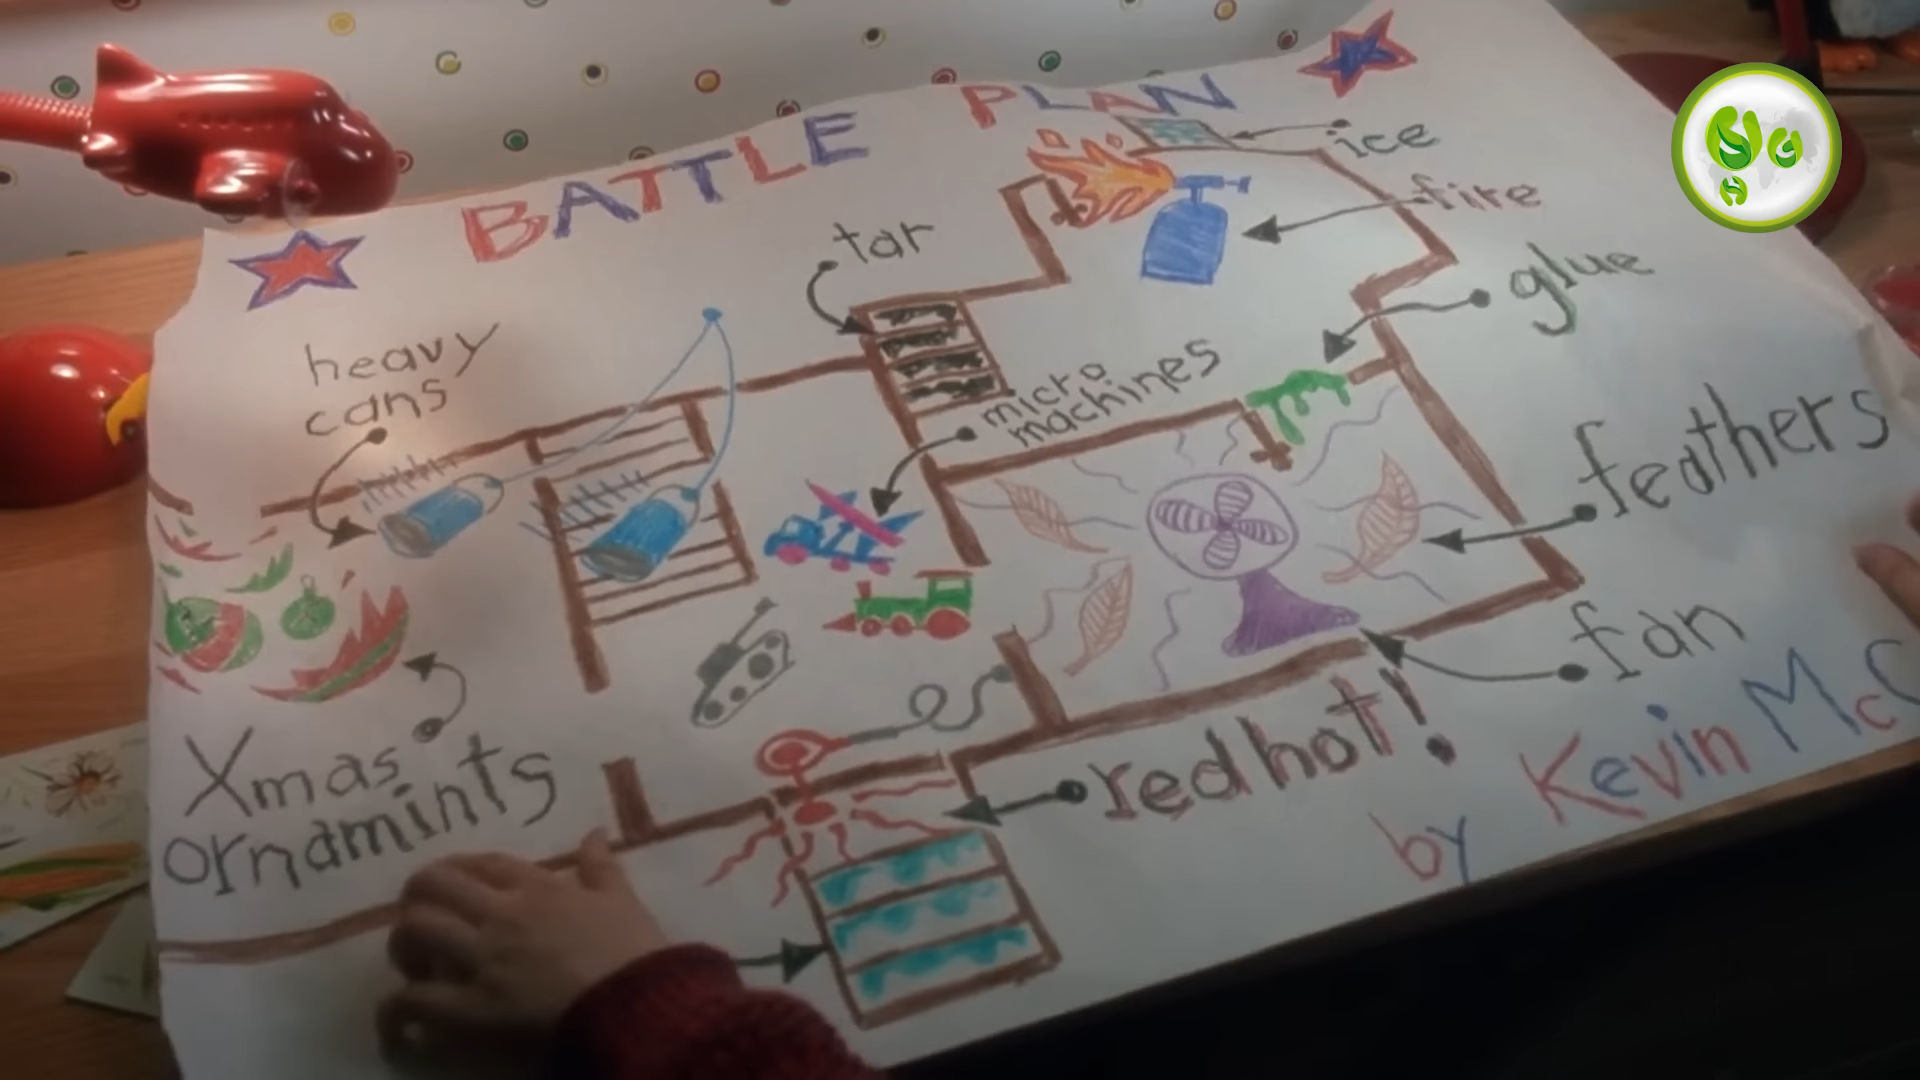 BATTLE PLAN
ice
fire
tar
glue
heavy
cans
micro
machines
feathers
fan
Xmas
ornamints
red hot!
by Kevin McC